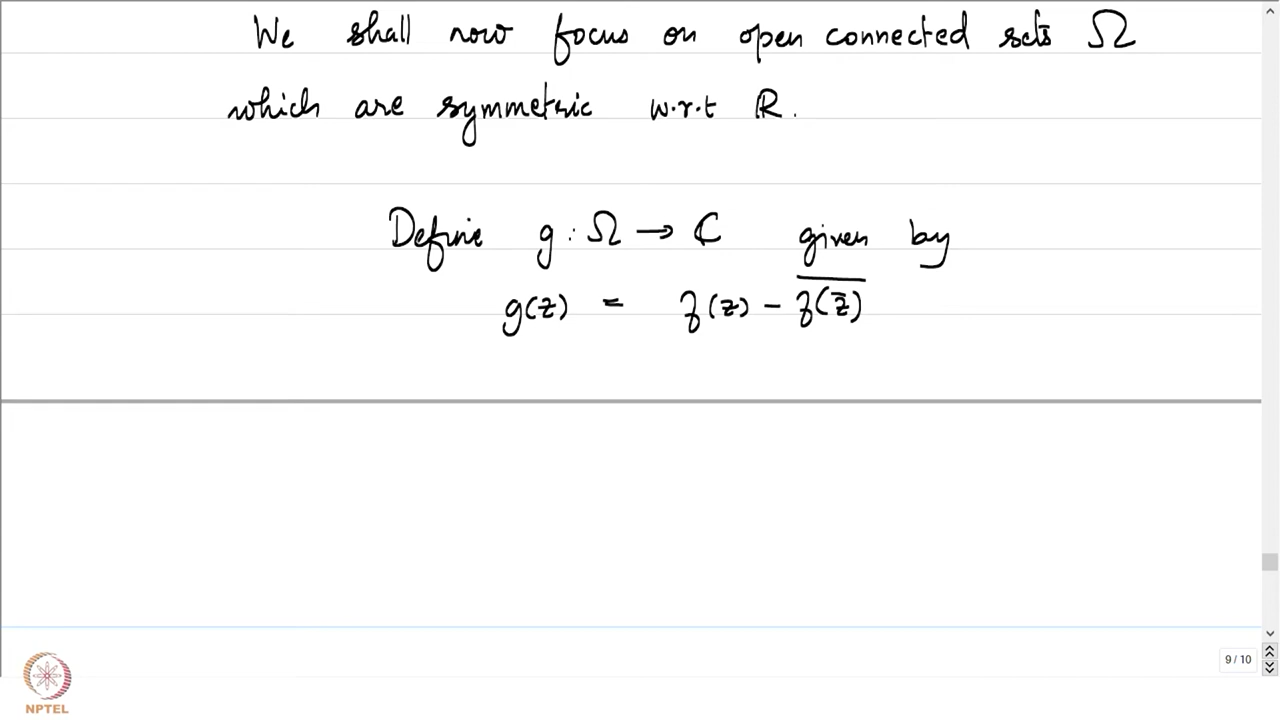 We shall now focus on open connected sets Ω
which are symmetric w.r.t ℝ.
Define g : Ω → ℂ given by
g(z) = f(z) - \overline{f(\bar{z})}
9 / 10
NPTEL